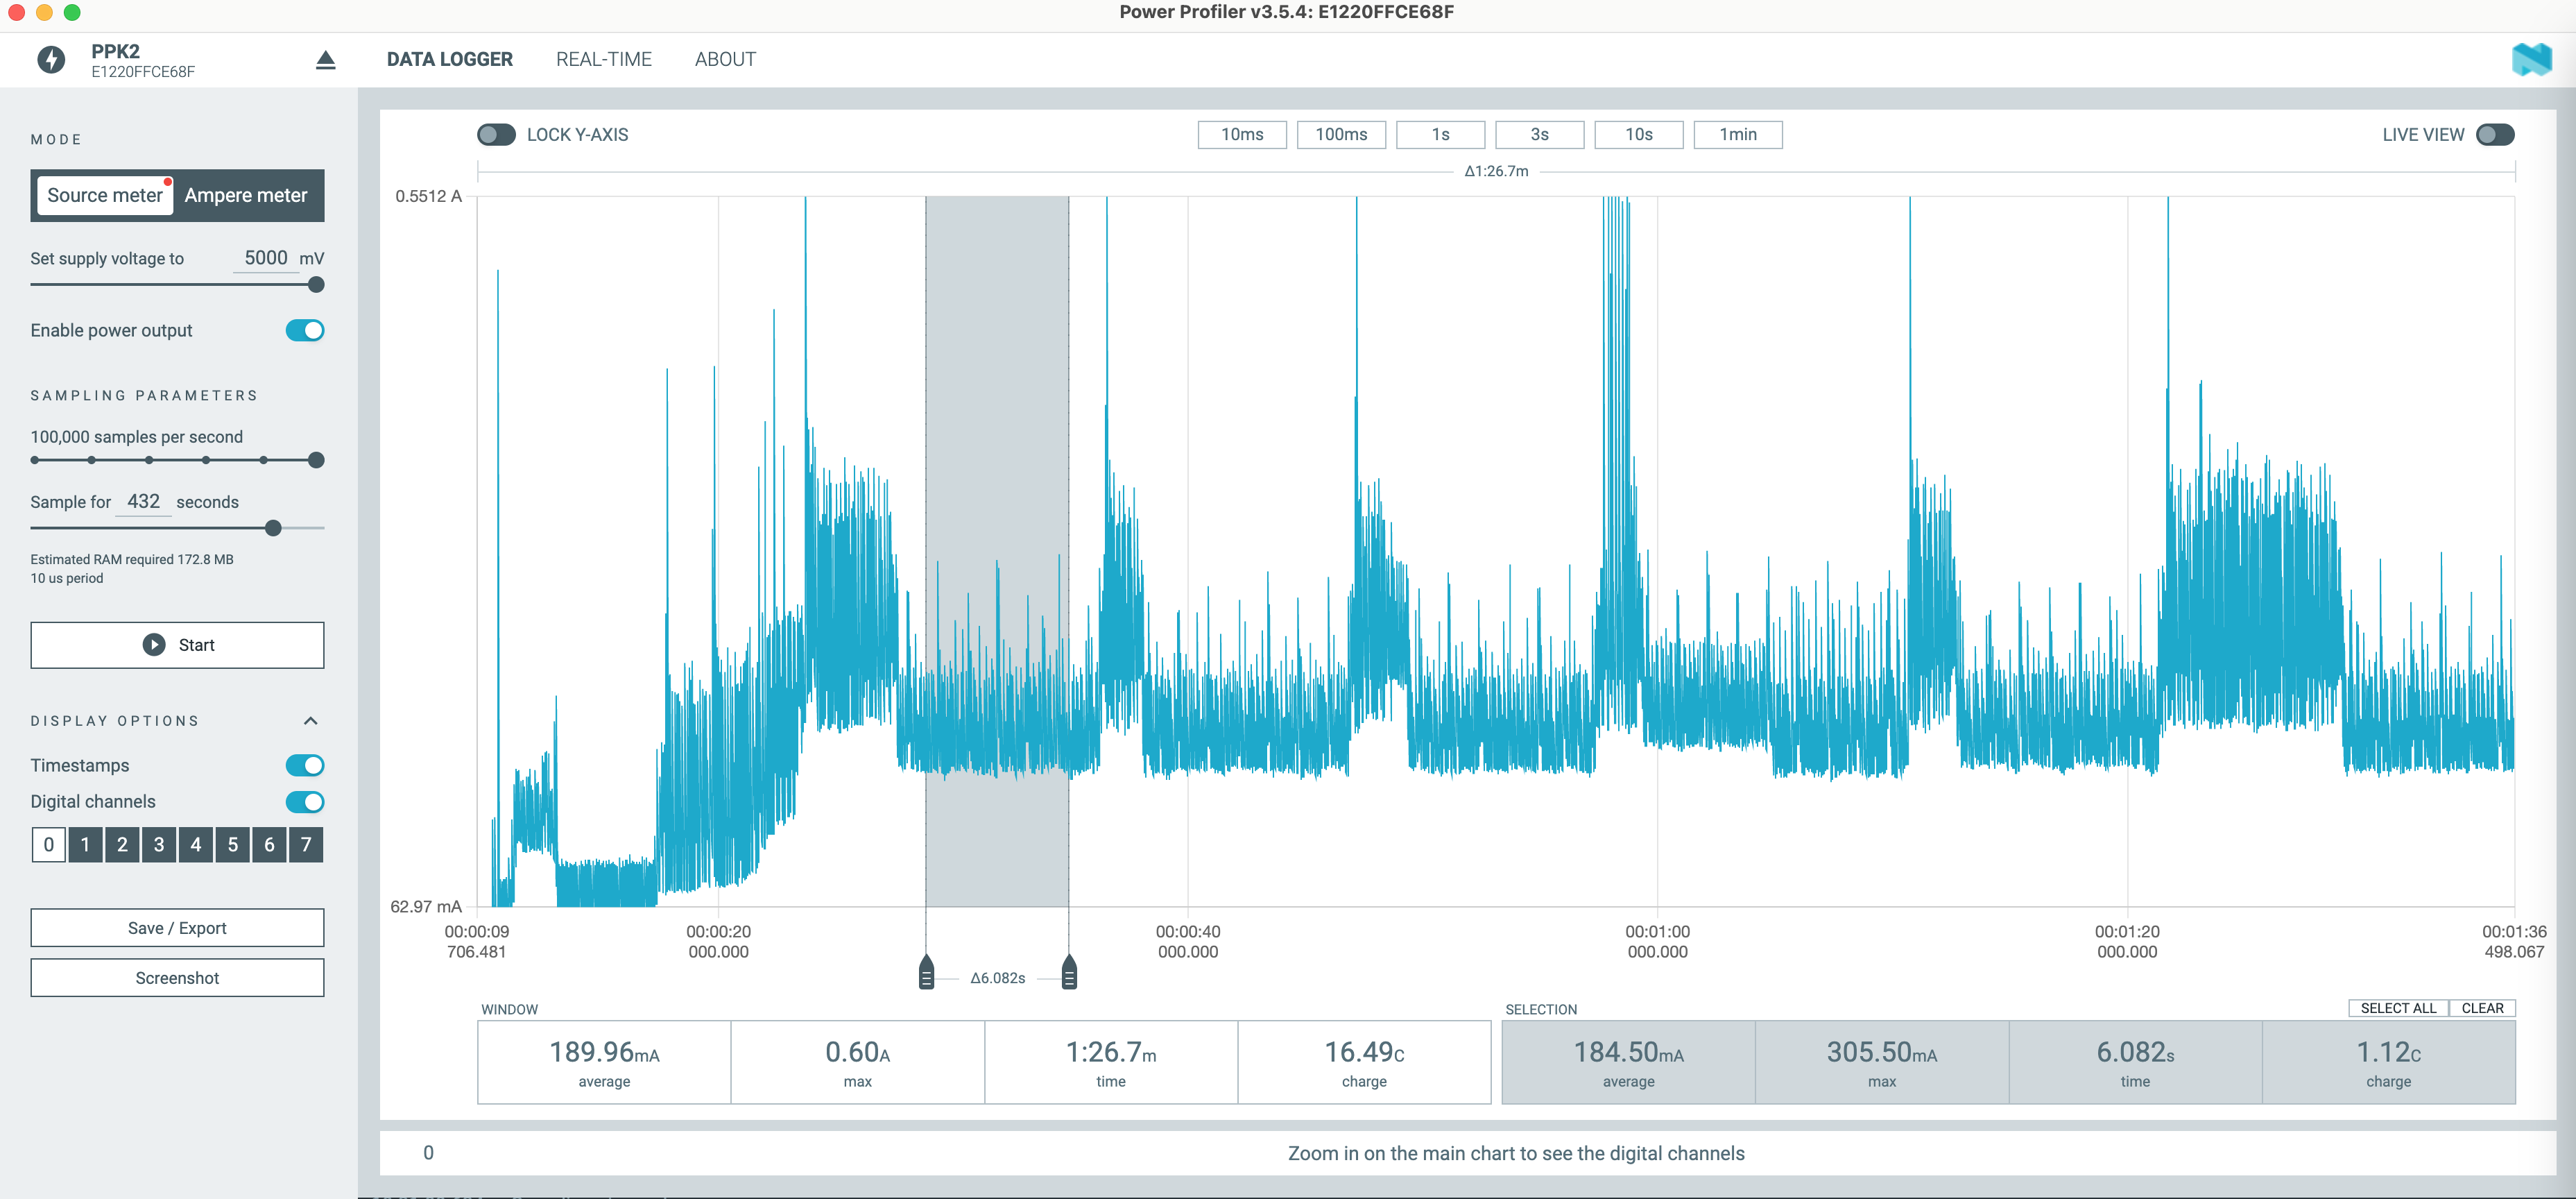 Power Profiler v3.5.4: E1220FFCE68F
PPK2
E1220FFCE68F
DATA LOGGER
REAL-TIME
ABOUT
MODE
Source meter
Ampere meter
Set supply voltage to 5000 mV
Enable power output
SAMPLING PARAMETERS
100,000 samples per second
Sample for 432 seconds
Estimated RAM required 172.8 MB
10 us period
Start
DISPLAY OPTIONS
Timestamps
Digital channels
0 1 2 3 4 5 6 7
Save / Export
Screenshot
LOCK Y-AXIS
10ms
100ms
1s
3s
10s
1min
LIVE VIEW
Δ1:26.7m
0.5512 A
62.97 mA
00:00:09
706.481
00:00:20
000.000
00:00:40
000.000
00:01:00
000.000
00:01:20
000.000
00:01:36
498.067
Δ6.082s
WINDOW
189.96mA
average
0.60A
max
1:26.7m
time
16.49C
charge
SELECTION
SELECT ALL
CLEAR
184.50mA
average
305.50mA
max
6.082s
time
1.12C
charge
0
Zoom in on the main chart to see the digital channels